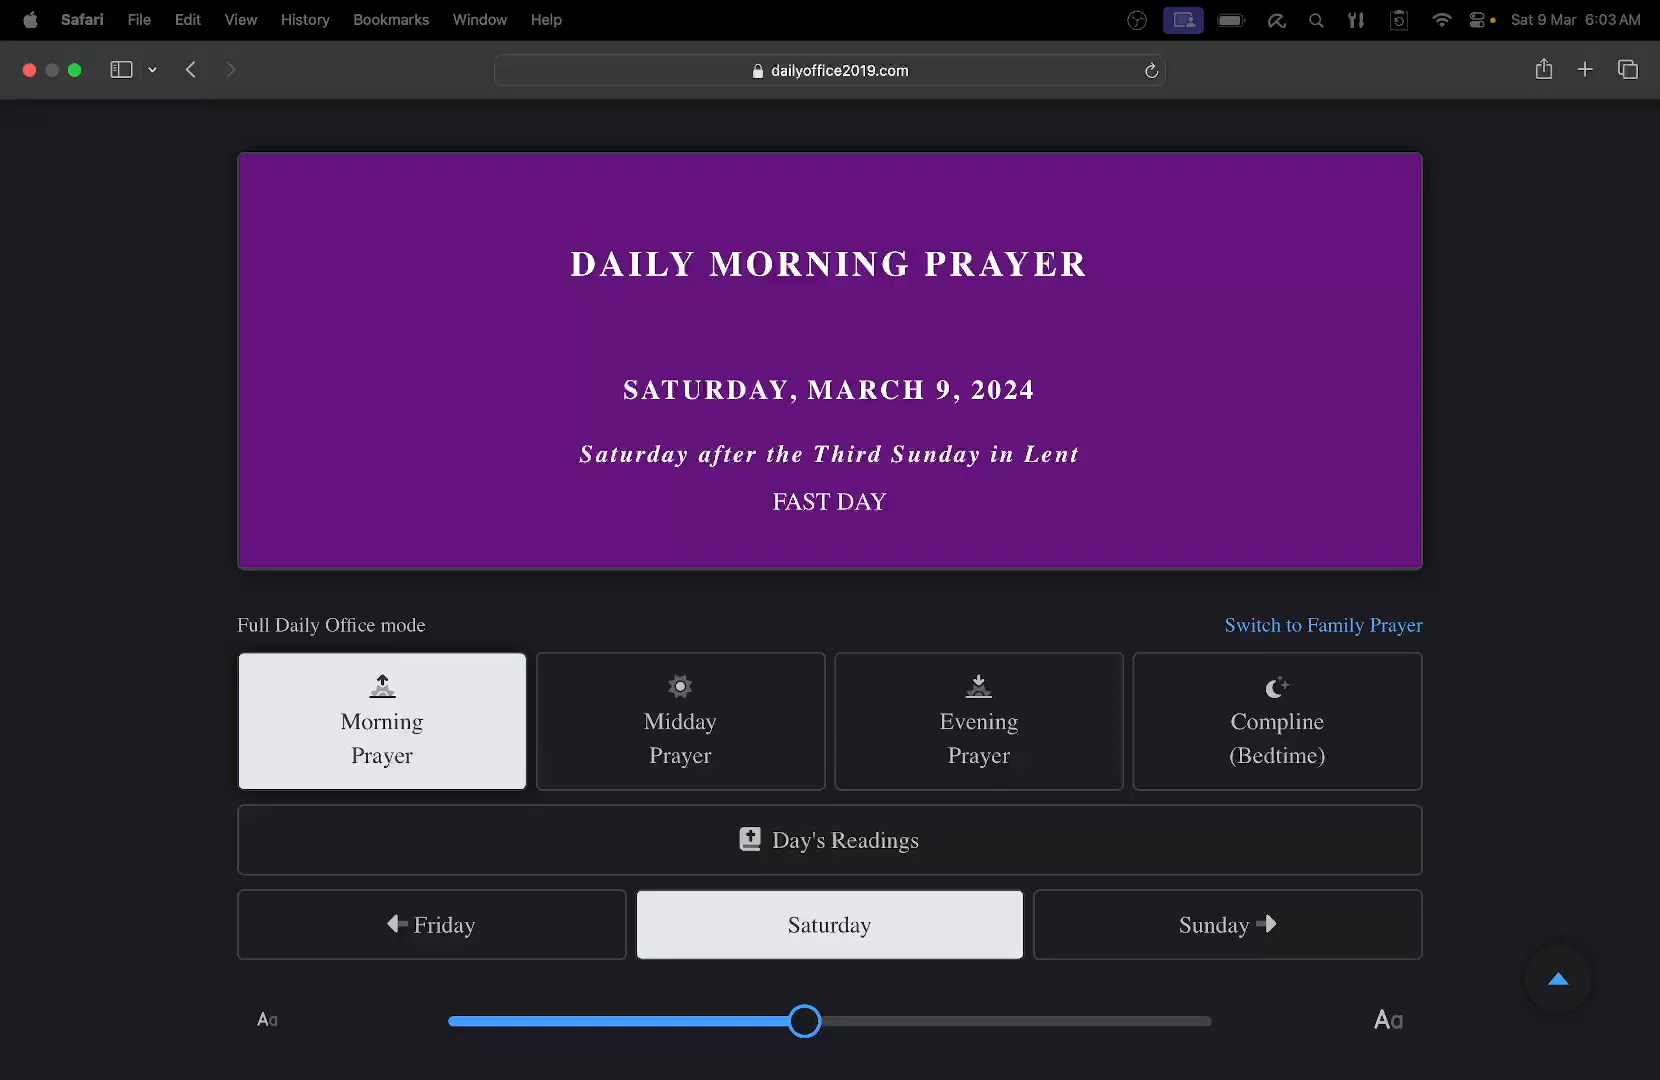 Safari File Edit View History Bookmarks Window Help Sat 9 Mar 6:03 AM
dailyoffice2019.com
DAILY MORNING PRAYER
SATURDAY, MARCH 9, 2024
Saturday after the Third Sunday in Lent
FAST DAY
Full Daily Office mode
Switch to Family Prayer
Morning
Prayer
Midday
Prayer
Evening
Prayer
Compline
(Bedtime)
Day's Readings
Friday
Saturday
Sunday
Aa
Aa